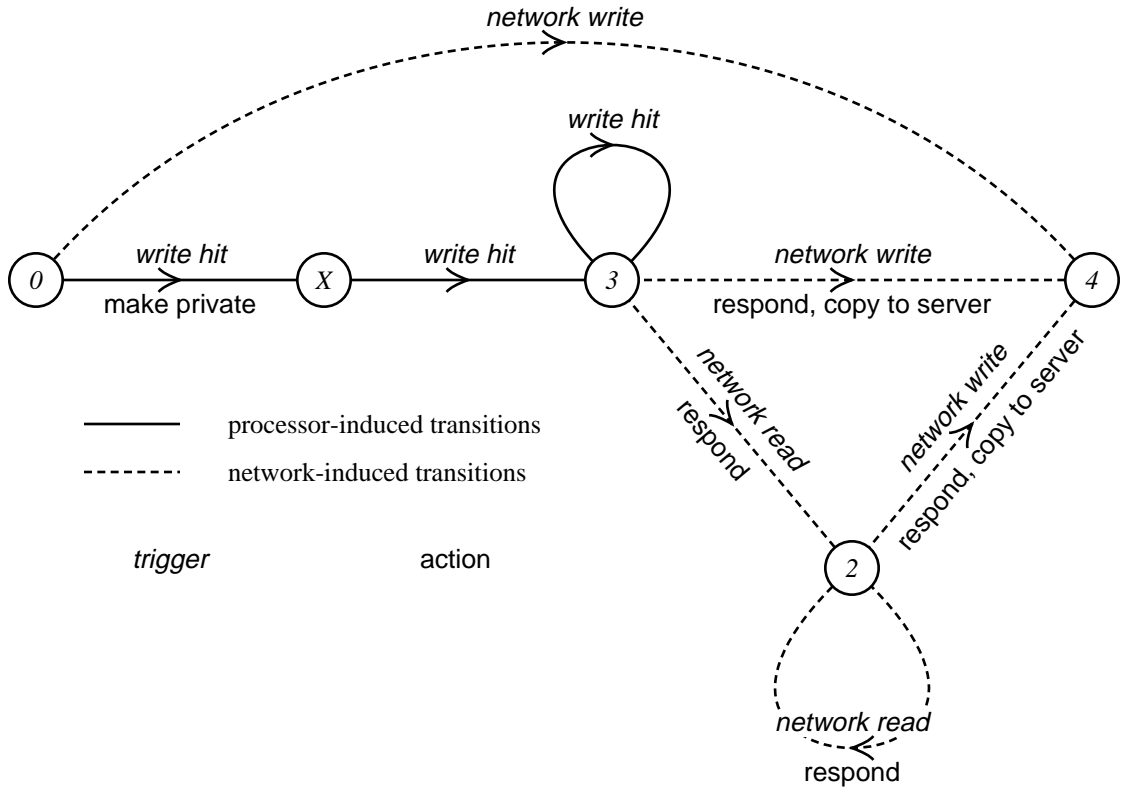 network write
write hit
write hit
write hit
network write
0
X
3
4
make private
respond, copy to server
network read
respond
network write
respond, copy to server
processor-induced transitions
network-induced transitions
trigger
action
2
network read
respond